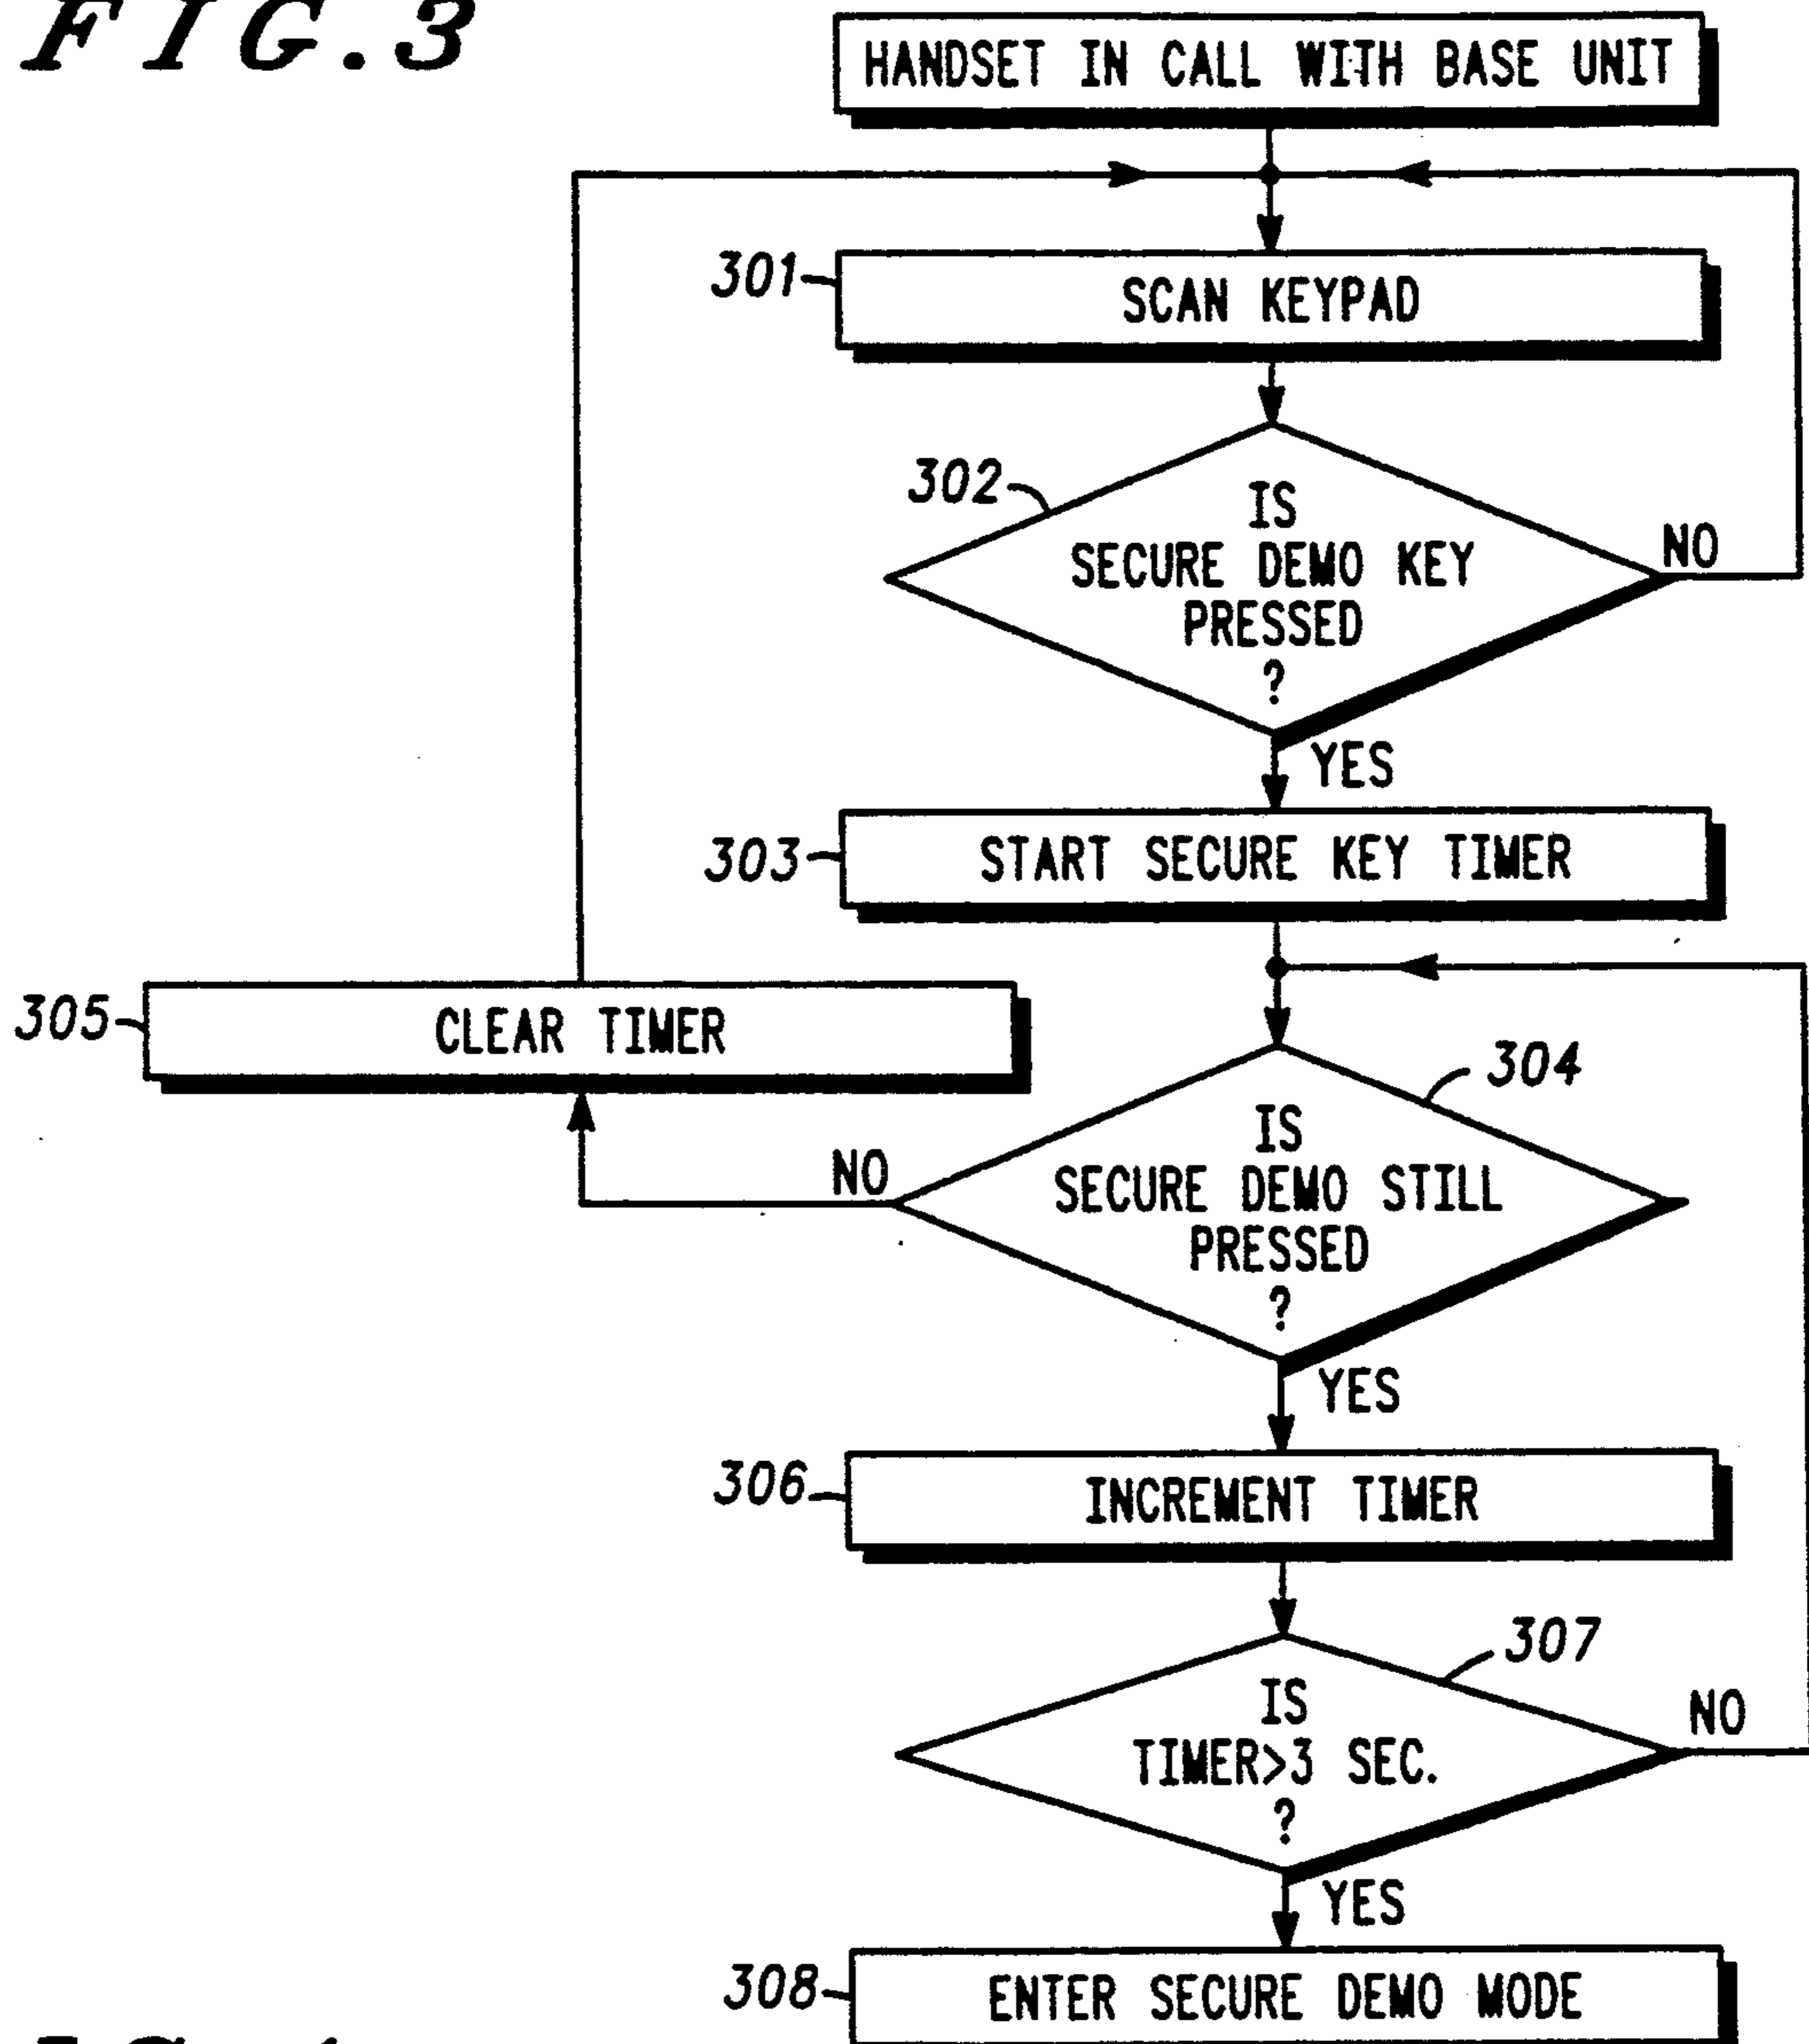 FIG.3
HANDSET IN CALL WITH BASE UNIT
301
SCAN KEYPAD
302
IS
SECURE DEMO KEY
PRESSED
?
NO
YES
303
START SECURE KEY TIMER
305
CLEAR TIMER
304
IS
SECURE DEMO STILL
PRESSED
?
NO
YES
306
INCREMENT TIMER
307
IS
TIMER>3 SEC.
?
NO
YES
308
ENTER SECURE DEMO MODE